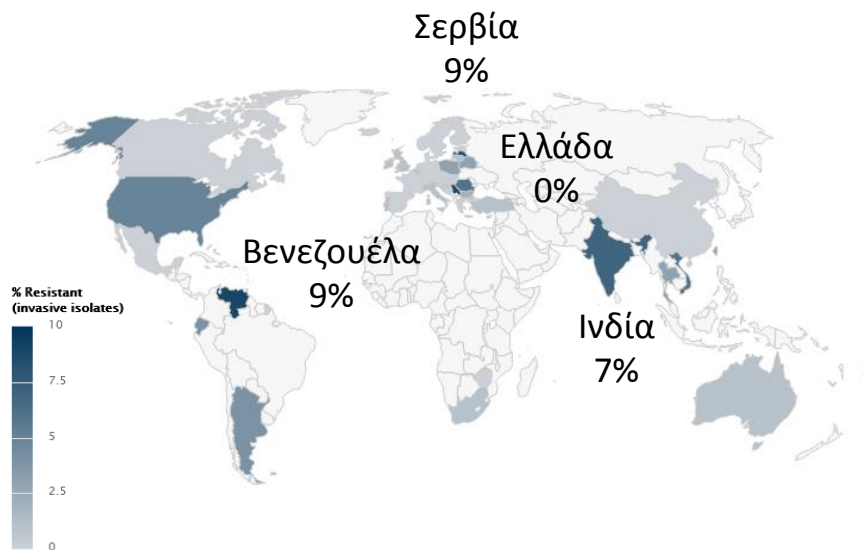 Σερβία
9%
Ελλάδα
0%
Βενεζουέλα
9%
Ινδία
7%
% Resistant
(invasive isolates)
10
7.5
5
2.5
0